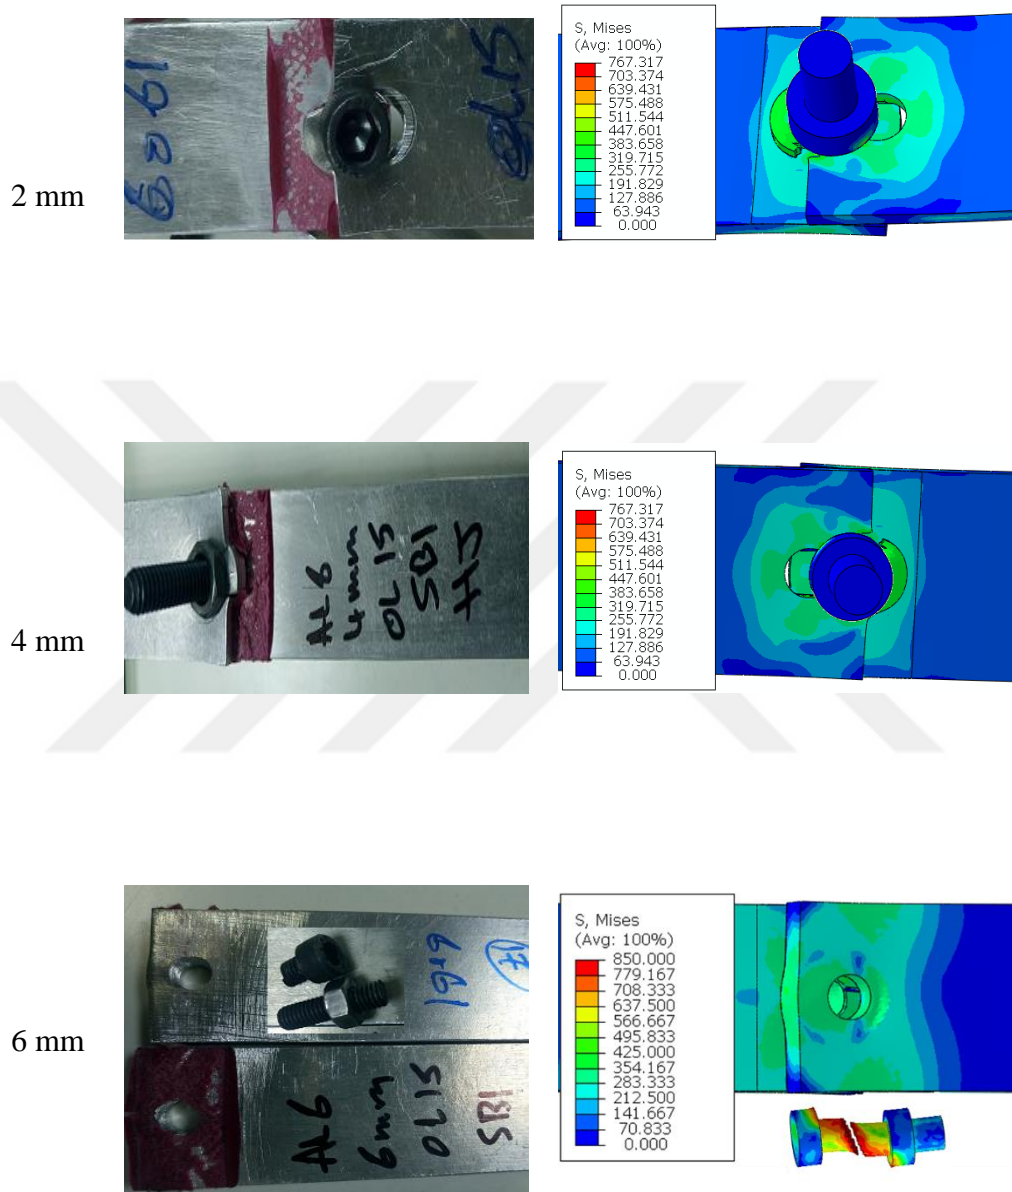 2 mm
6061
OL15
S, Mises
(Avg: 100%)
767.317
703.374
639.431
575.488
511.544
447.601
383.658
319.715
255.772
191.829
127.886
63.943
0.000
4 mm
AL6
4mm
OL15
SB1
S, Mises
(Avg: 100%)
767.317
703.374
639.431
575.488
511.544
447.601
383.658
319.715
255.772
191.829
127.886
63.943
0.000
6 mm
6061
AL6
6mm
OL15
SB1
S, Mises
(Avg: 100%)
850.000
779.167
708.333
637.500
566.667
495.833
425.000
354.167
283.333
212.500
141.667
70.833
0.000